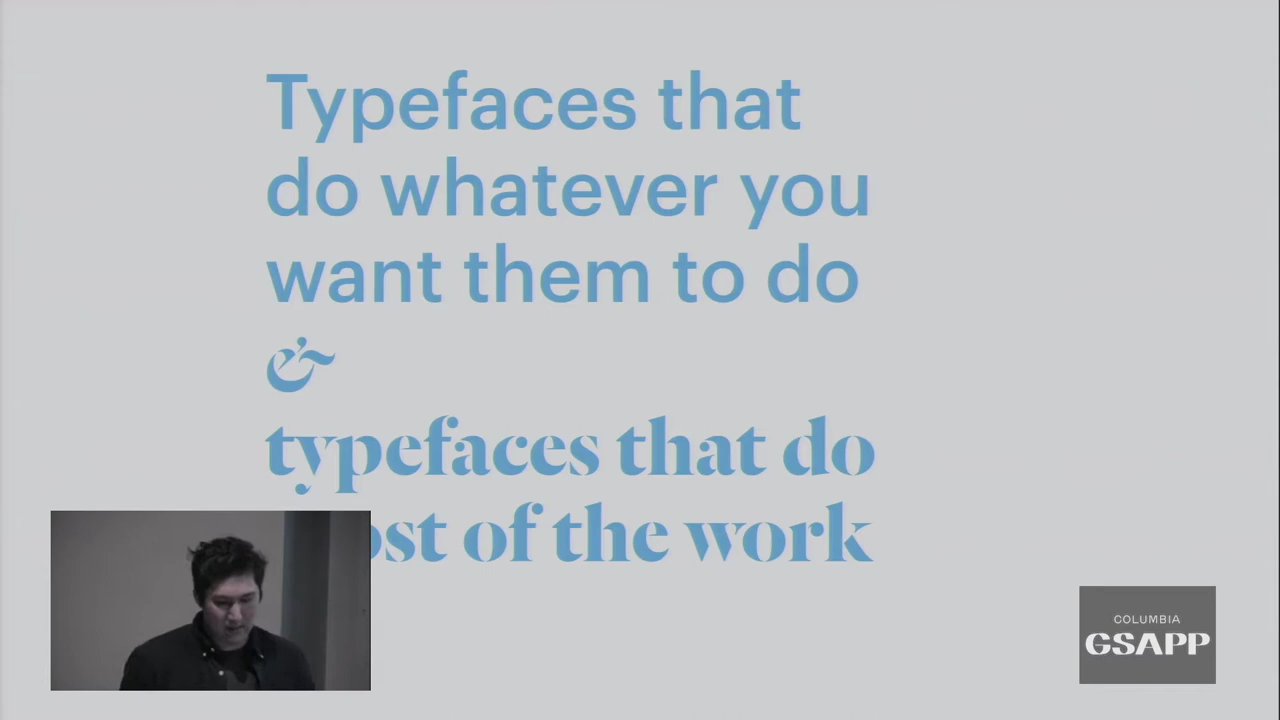 Typefaces that
do whatever you
want them to do
&
typefaces that do
of the work
COLUMBIA
GSAPP